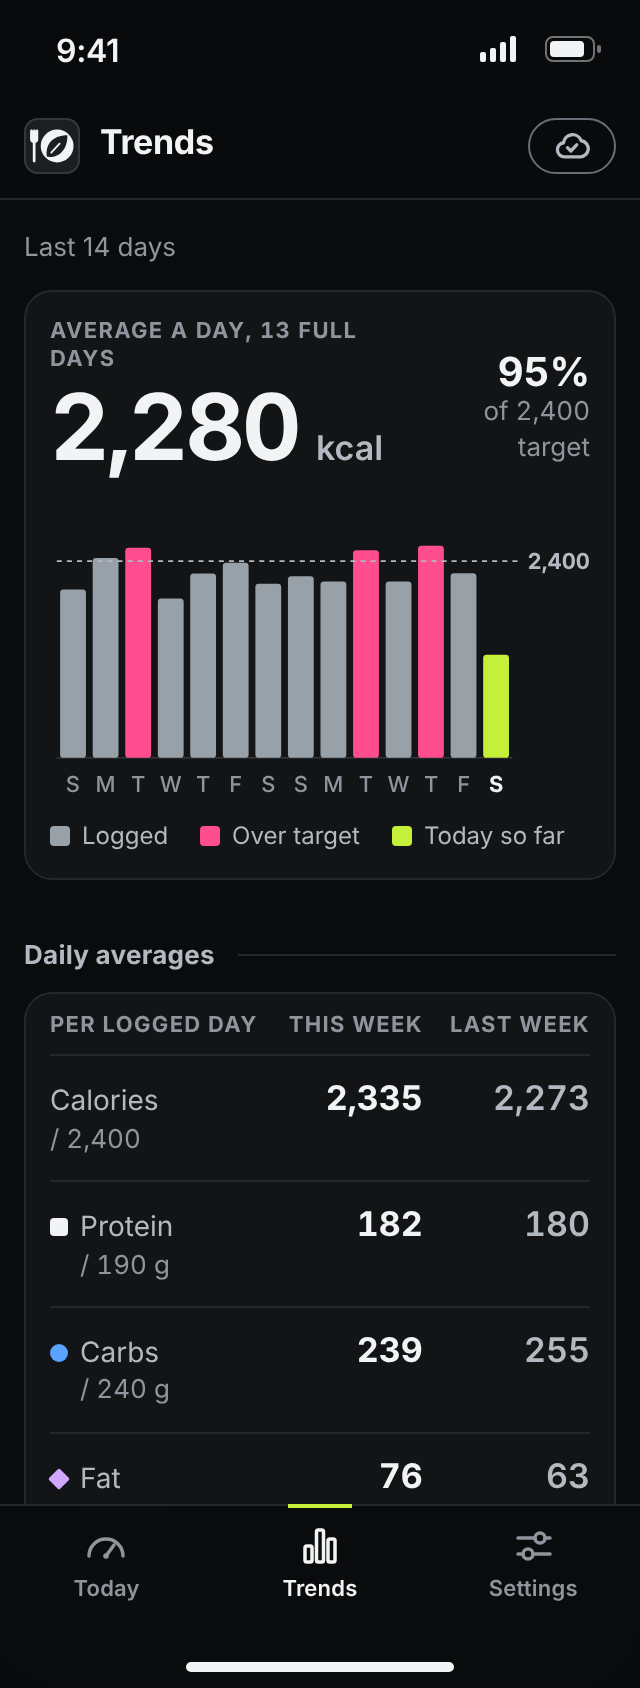 9:41
Trends
Last 14 days
AVERAGE A DAY, 13 FULL
DAYS
2,280 kcal
95%
of 2,400
target
2,400
S M T W T F S S M T W T F S
Logged Over target Today so far
Daily averages
PER LOGGED DAY THIS WEEK LAST WEEK
Calories 2,335 2,273
/ 2,400
Protein 182 180
/ 190 g
Carbs 239 255
/ 240 g
Fat 76 63
Today Trends Settings